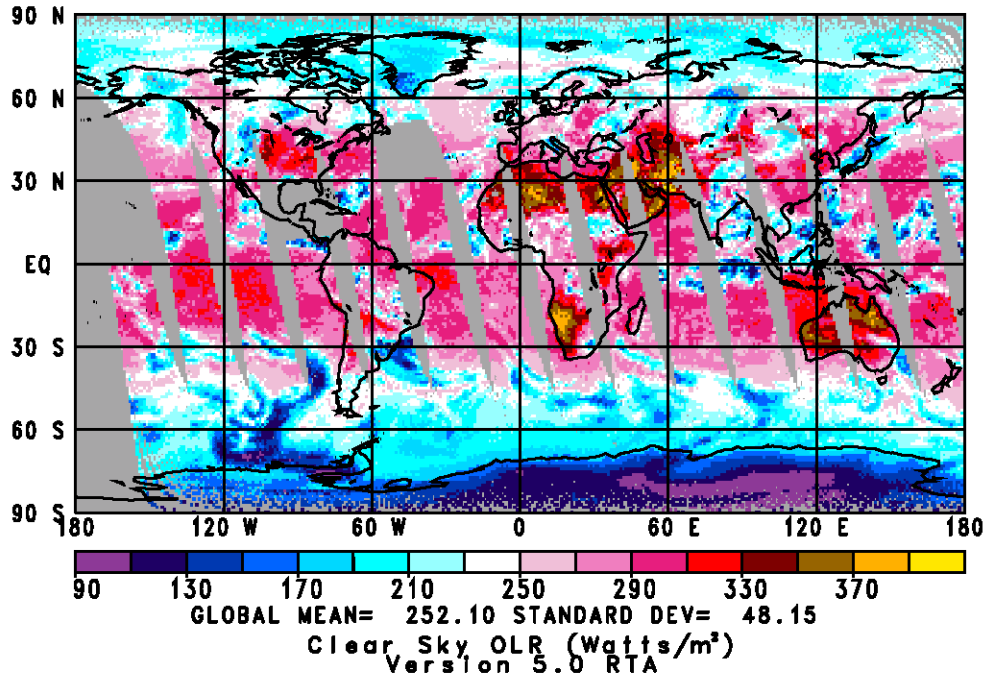 90 N
60 N
30 N
EQ
30 S
60 S
90 S
180 120 W 60 W 0 60 E 120 E 180
90 130 170 210 250 290 330 370
GLOBAL MEAN= 252.10 STANDARD DEV= 48.15
Clear Sky OLR (Watts/m²)
Version 5.0 RTA